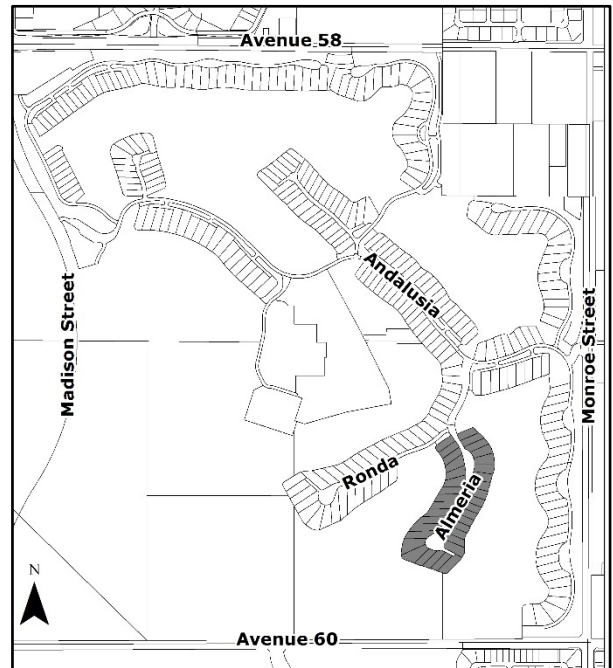 Avenue 58
Madison Street
Andalusia
Monroe Street
Ronda
Almeria
N
Avenue 60